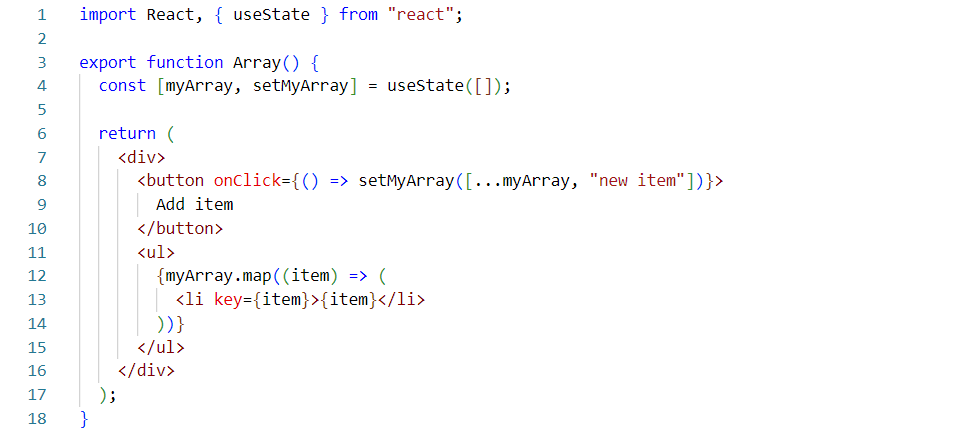 1 import React, { useState } from "react";
2
3 export function Array() {
4 const [myArray, setMyArray] = useState([]);
5
6 return (
7 <div>
8 <button onClick={() => setMyArray([...myArray, "new item"])}>
9 Add item
10 </button>
11 <ul>
12 {myArray.map((item) => (
13 <li key={item}>{item}</li>
14 ))}
15 </ul>
16 </div>
17 );
18 }